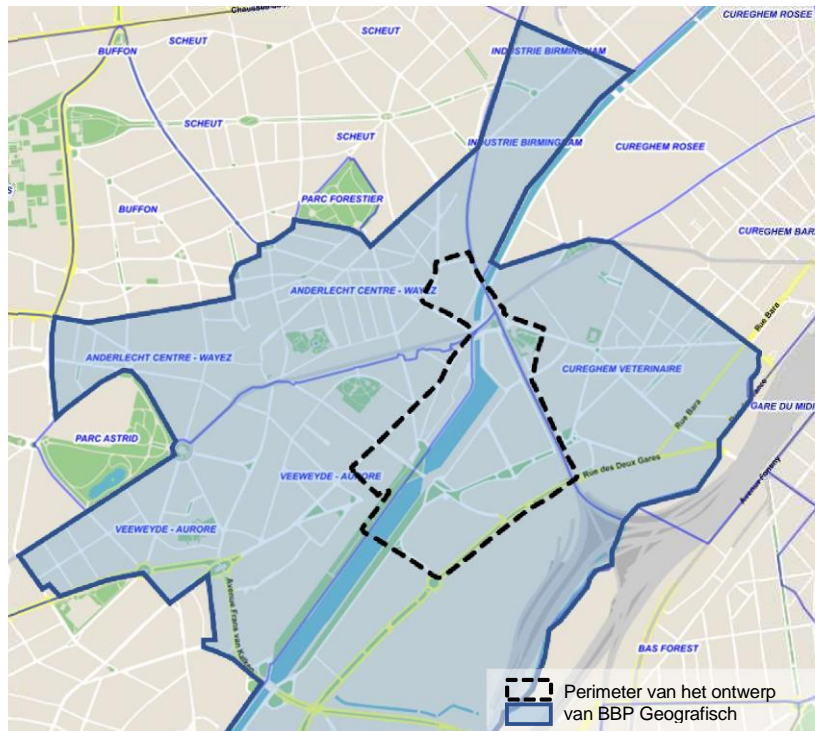 CUREGHEM ROSEE
SCHEUT
SCHEUT
BUFFON
INDUSTRIE BIRMINGHAM
SCHEUT
INDUSTRIE BIRMINGHAM
CUREGHEM ROSEE
PARC FORESTIER
BUFFON
CUREGHEM BAR
ANDERLECHT CENTRE - WAYEZ
Rue Bara
ANDERLECHT CENTRE - WAYEZ
CUREGHEM VETERINAIRE
GARE DU MIDI
Rue Bara
PARC ASTRID
Rue des Deux Gares
VEEWEYDE - AURORE
Avenue Fonsny
VEEWEYDE - AURORE
Avenue Frans van Kalken
BAS FOREST
Perimeter van het ontwerp
van BBP Geografisch